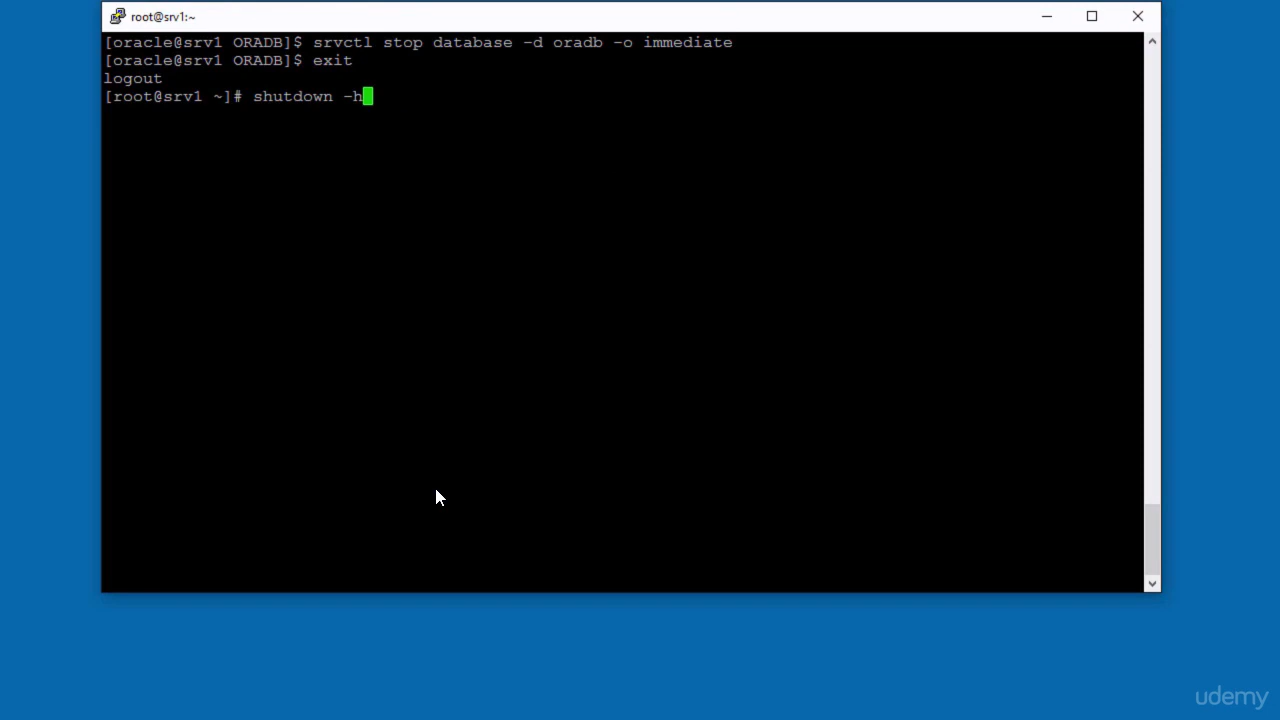 root@srv1:~
[oracle@srv1 ORADB]$ srvctl stop database -d oradb -o immediate
[oracle@srv1 ORADB]$ exit
logout
[root@srv1 ~]# shutdown -h
udemy